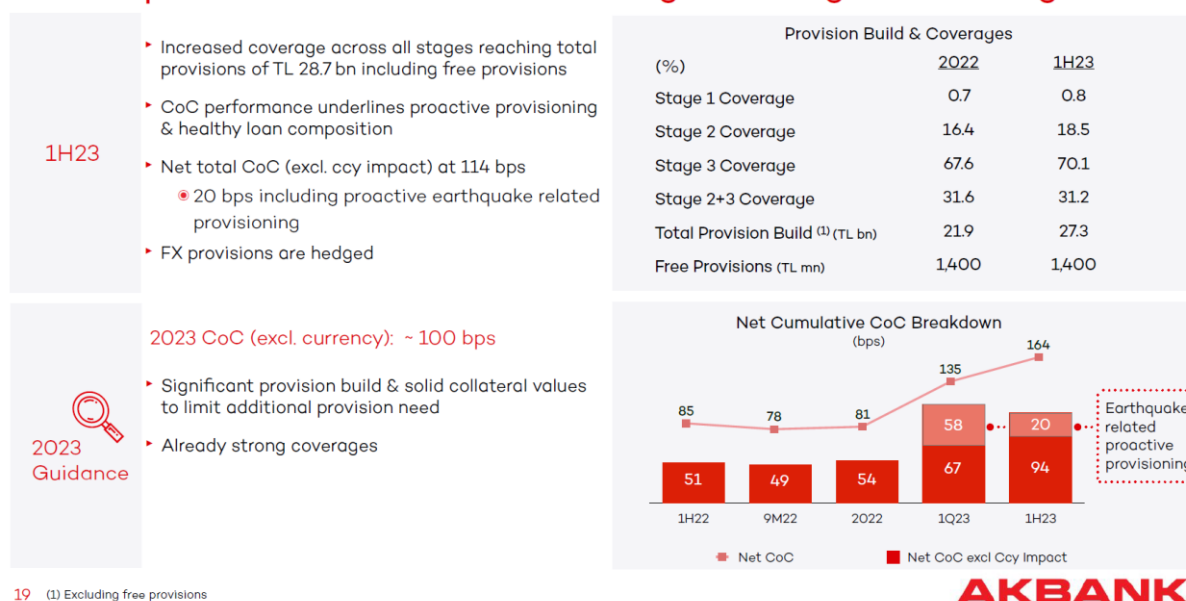 1H23
▸ Increased coverage across all stages reaching total
provisions of TL 28.7 bn including free provisions
▸ CoC performance underlines proactive provisioning
& healthy loan composition
▸ Net total CoC (excl. ccy impact) at 114 bps
20 bps including proactive earthquake related
provisioning
▸ FX provisions are hedged
Provision Build & Coverages
(%) 2022 1H23
Stage 1 Coverage 0.7 0.8
Stage 2 Coverage 16.4 18.5
Stage 3 Coverage 67.6 70.1
Stage 2+3 Coverage 31.6 31.2
Total Provision Build (1) (TL bn) 21.9 27.3
Free Provisions (TL mn) 1,400 1,400
2023
Guidance
2023 CoC (excl. currency): ~ 100 bps
▸ Significant provision build & solid collateral values
to limit additional provision need
▸ Already strong coverages
Net Cumulative CoC Breakdown
(bps)
85 78 81 135 164
58 20
51 49 54 67 94
1H22 9M22 2022 1Q23 1H23
Earthquake
related
proactive
provisioning
Net CoC Net CoC excl Ccy Impact
19 (1) Excluding free provisions
AKBANK